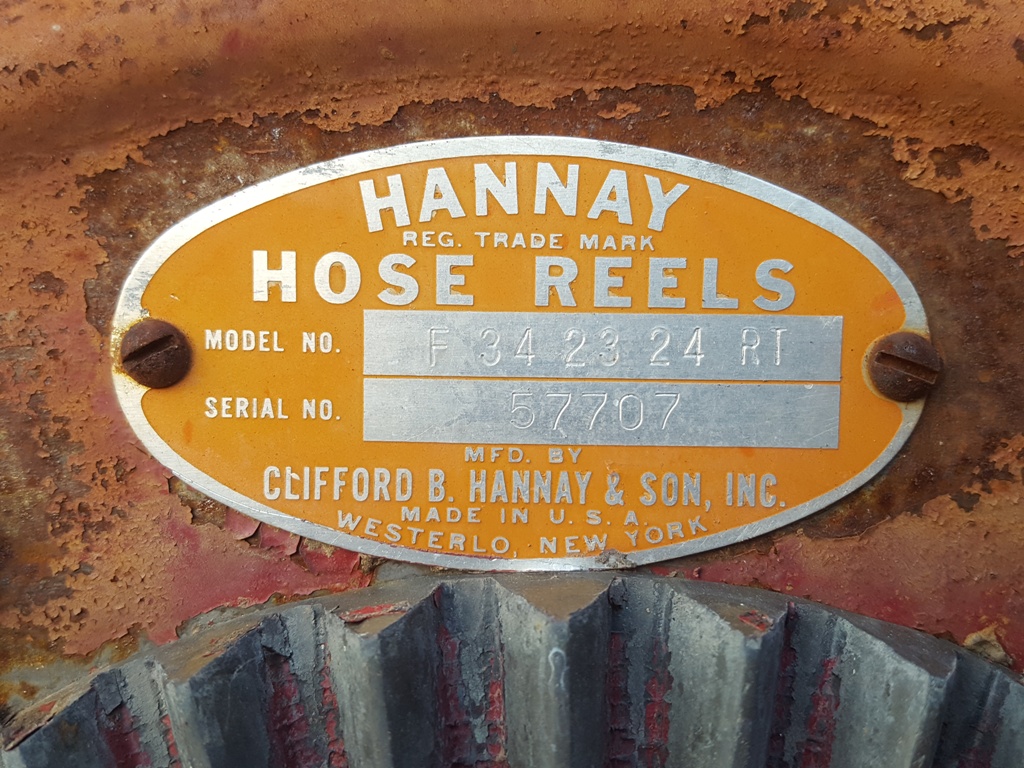 HANNAY
REG. TRADE MARK
HOSE REELS
MODEL NO. F 34 23 24 RT
SERIAL NO. 57707
MFD. BY
CLIFFORD B. HANNAY & SON, INC.
MADE IN U. S. A.
WESTERLO, NEW YORK